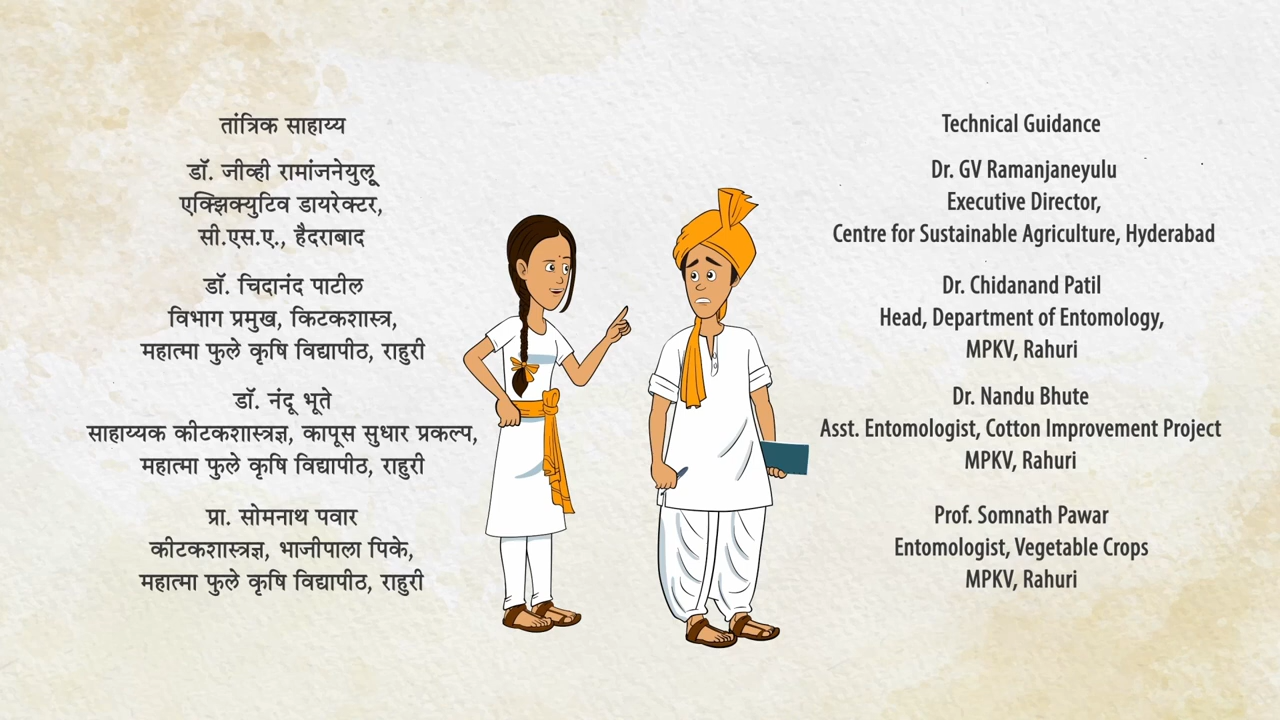 तांत्रिक साहाय्य
डॉ. जीव्ही रामांजनेयुलू
एक्झिक्युटिव डायरेक्टर,
सी.एस.ए., हैदराबाद
डॉ. चिदानंद पाटील
विभाग प्रमुख, किटकशास्त्र,
महात्मा फुले कृषि विद्यापीठ, राहुरी
डॉ. नंदू भूते
साहाय्यक कीटकशास्त्रज्ञ, कापूस सुधार प्रकल्प,
महात्मा फुले कृषि विद्यापीठ, राहुरी
प्रा. सोमनाथ पवार
कीटकशास्त्रज्ञ, भाजीपाला पिके,
महात्मा फुले कृषि विद्यापीठ, राहुरी
Technical Guidance
Dr. GV Ramanjaneyulu
Executive Director,
Centre for Sustainable Agriculture, Hyderabad
Dr. Chidanand Patil
Head, Department of Entomology,
MPKV, Rahuri
Dr. Nandu Bhute
Asst. Entomologist, Cotton Improvement Project
MPKV, Rahuri
Prof. Somnath Pawar
Entomologist, Vegetable Crops
MPKV, Rahuri